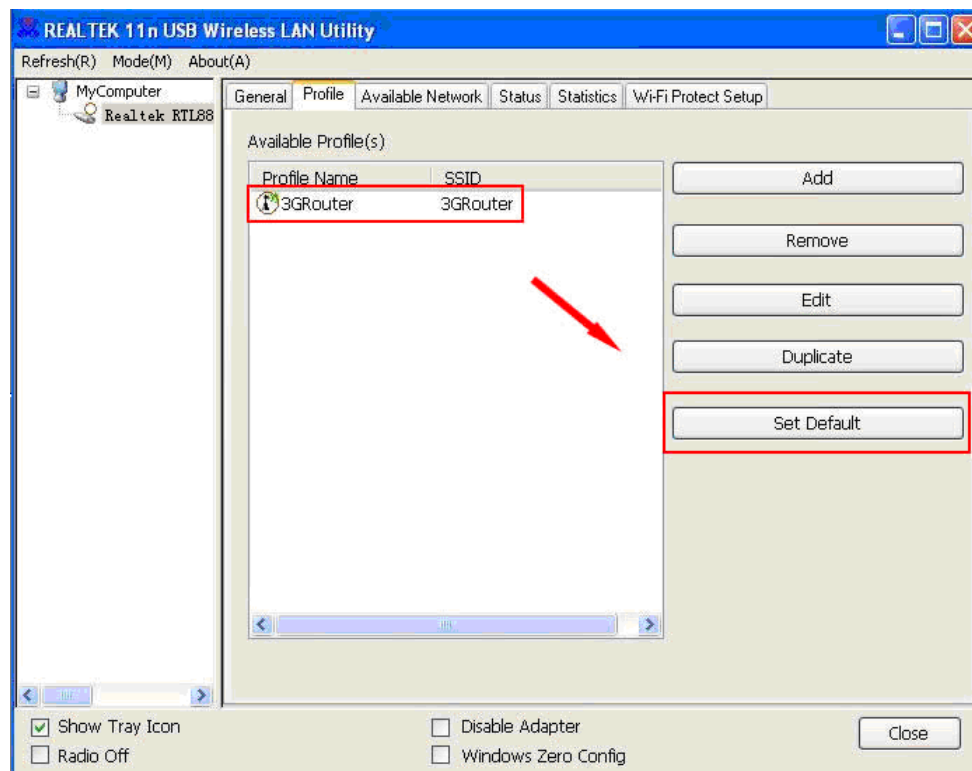 REALTEK 11n USB Wireless LAN Utility
Refresh(R) Mode(M) About(A)
MyComputer
Realtek RTL88
General Profile Available Network Status Statistics Wi-Fi Protect Setup
Available Profile(s)
Profile Name SSID
3GRouter 3GRouter
Add
Remove
Edit
Duplicate
Set Default
Show Tray Icon
Radio Off
Disable Adapter
Windows Zero Config
Close